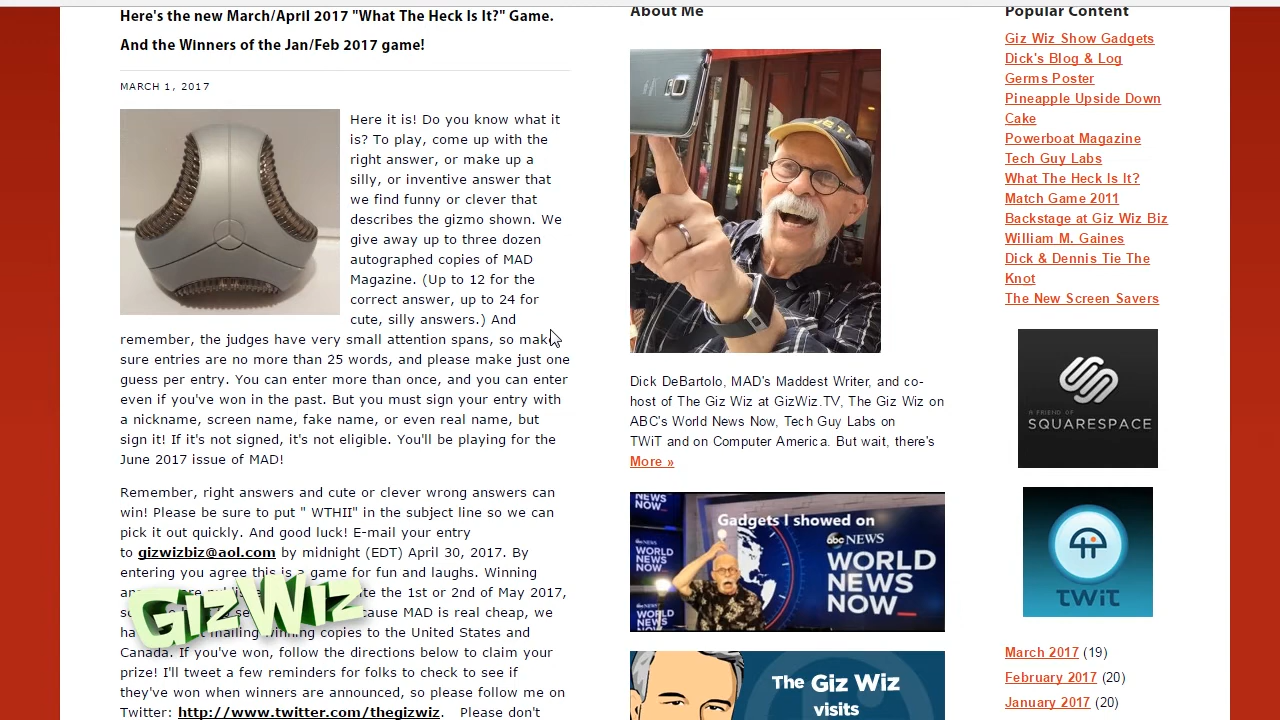 Here's the new March/April 2017 "What The Heck Is It?" Game.
And the Winners of the Jan/Feb 2017 game!
MARCH 1, 2017
Here it is! Do you know what it
is? To play, come up with the
right answer, or make up a
silly, or inventive answer that
we find funny or clever that
describes the gizmo shown. We
give away up to three dozen
autographed copies of MAD
Magazine. (Up to 12 for the
correct answer, up to 24 for
cute, silly answers.) And
remember, the judges have very small attention spans, so make
sure entries are no more than 25 words, and please make just one
guess per entry. You can enter more than once, and you can enter
even if you've won in the past. But you must sign your entry with
a nickname, screen name, fake name, or even real name, but
sign it! If it's not signed, it's not eligible. You'll be playing for the
June 2017 issue of MAD!
Remember, right answers and cute or clever wrong answers can
win! Please be sure to put " WTHII" in the subject line so we can
pick it out quickly. And good luck! E-mail your entry
to gizwizbiz@aol.com by midnight (EDT) April 30, 2017. By
entering you agree this is a game for fun and laughs. Winning
the 1st or 2nd of May 2017,
MAD is real cheap, we
mailing winning copies to the United States and
Canada. If you've won, follow the directions below to claim your
prize! I'll tweet a few reminders for folks to check to see if
they've won when winners are announced, so please follow me on
Twitter: http://www.twitter.com/thegizwiz. Please don't
GizWiz
About Me
Dick DeBartolo, MAD's Maddest Writer, and co-
host of The Giz Wiz at GizWiz.TV, The Giz Wiz on
ABC's World News Now, Tech Guy Labs on
TWiT and on Computer America. But wait, there's
More »
Gadgets I showed on
abc NEWS
WORLD
NEWS
NOW_
The Giz Wiz
visits
Popular Content
Giz Wiz Show Gadgets
Dick's Blog & Log
Germs Poster
Pineapple Upside Down
Cake
Powerboat Magazine
Tech Guy Labs
What The Heck Is It?
Match Game 2011
Backstage at Giz Wiz Biz
William M. Gaines
Dick & Dennis Tie The
Knot
The New Screen Savers
A FRIEND OF
SQUARESPACE
TWiT
March 2017 (19)
February 2017 (20)
January 2017 (20)